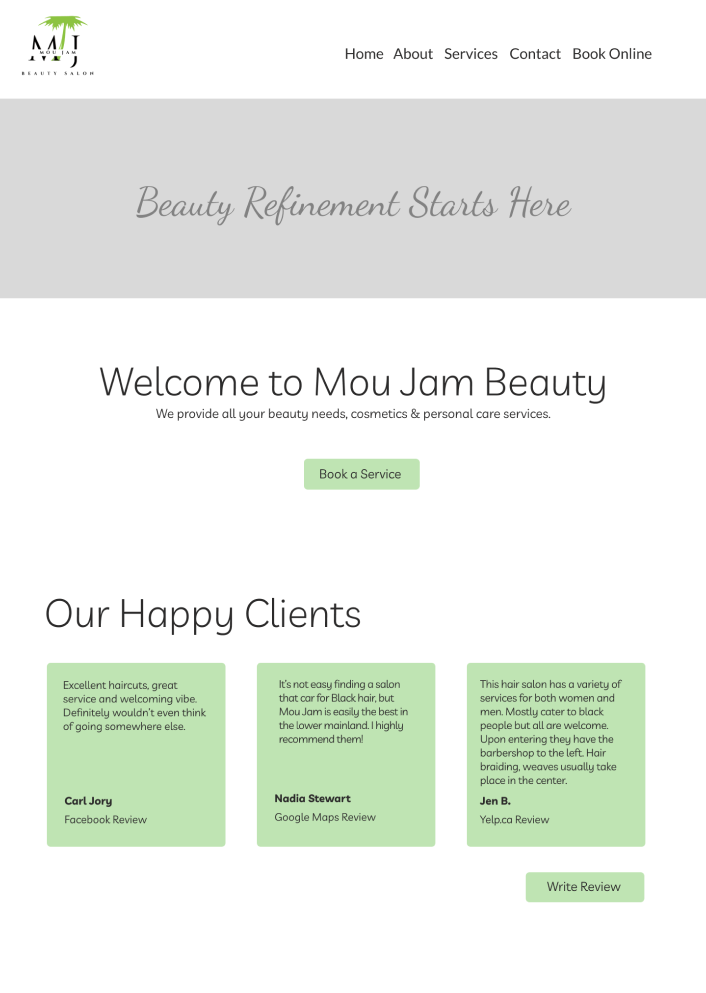 MJ
MOU JAM
BEAUTY SALON
Home About Services Contact Book Online
Beauty Refinement Starts Here
Welcome to Mou Jam Beauty
We provide all your beauty needs, cosmetics & personal care services.
Book a Service
Our Happy Clients
Excellent haircuts, great
service and welcoming vibe.
Definitely wouldn't even think
of going somewhere else.
Carl Jory
Facebook Review
It's not easy finding a salon
that car for Black hair, but
Mou Jam is easily the best in
the lower mainland. I highly
recommend them!
Nadia Stewart
Google Maps Review
This hair salon has a variety of
services for both women and
men. Mostly cater to black
people but all are welcome.
Upon entering they have the
barbershop to the left. Hair
braiding, weaves usually take
place in the center.
Jen B.
Yelp.ca Review
Write Review